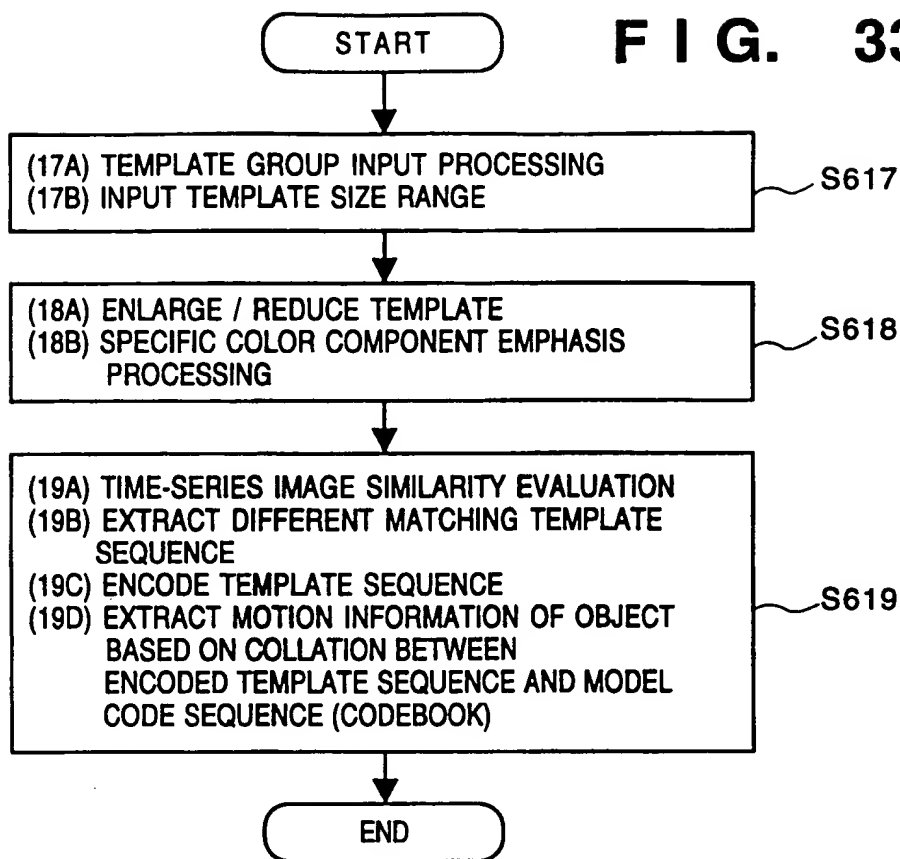 START
FIG. 33
(17A) TEMPLATE GROUP INPUT PROCESSING
(17B) INPUT TEMPLATE SIZE RANGE
S617
(18A) ENLARGE / REDUCE TEMPLATE
(18B) SPECIFIC COLOR COMPONENT EMPHASIS
PROCESSING
S618
(19A) TIME-SERIES IMAGE SIMILARITY EVALUATION
(19B) EXTRACT DIFFERENT MATCHING TEMPLATE
SEQUENCE
(19C) ENCODE TEMPLATE SEQUENCE
(19D) EXTRACT MOTION INFORMATION OF OBJECT
BASED ON COLLATION BETWEEN
ENCODED TEMPLATE SEQUENCE AND MODEL
CODE SEQUENCE (CODEBOOK)
S619
END